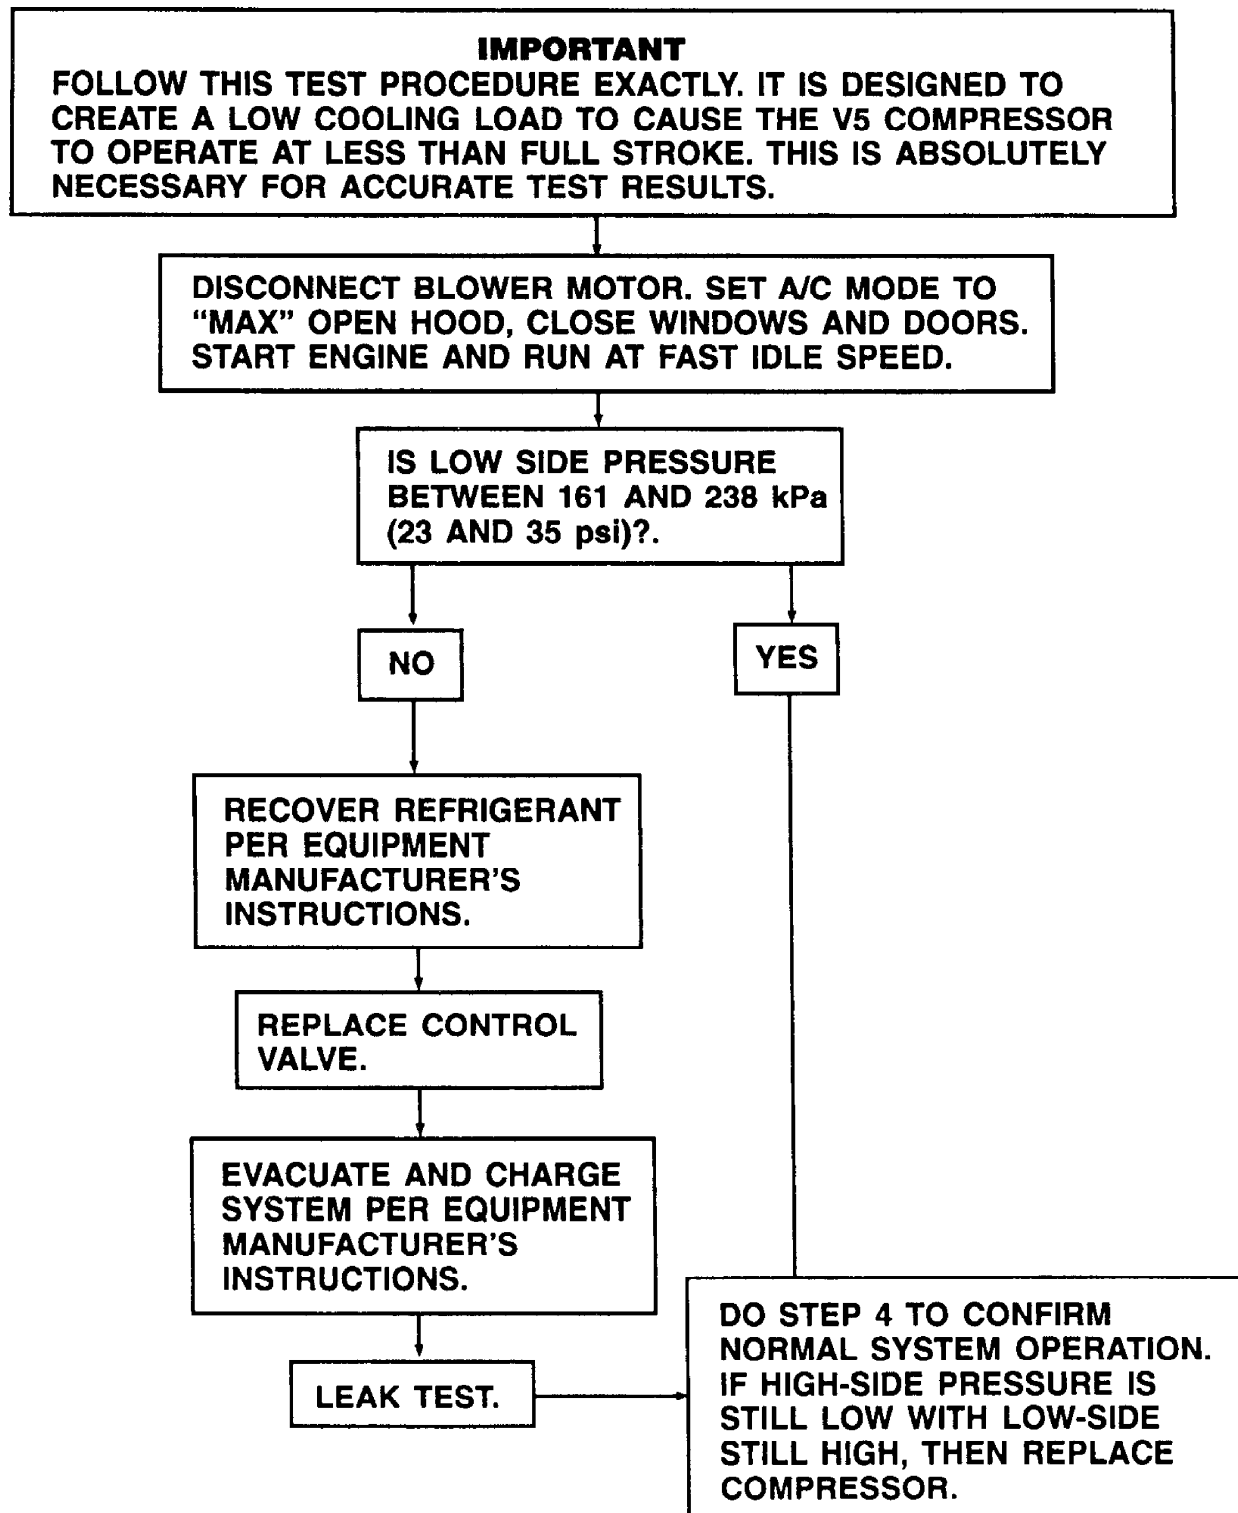 IMPORTANT
FOLLOW THIS TEST PROCEDURE EXACTLY. IT IS DESIGNED TO
CREATE A LOW COOLING LOAD TO CAUSE THE V5 COMPRESSOR
TO OPERATE AT LESS THAN FULL STROKE. THIS IS ABSOLUTELY
NECESSARY FOR ACCURATE TEST RESULTS.
DISCONNECT BLOWER MOTOR. SET A/C MODE TO
“MAX” OPEN HOOD, CLOSE WINDOWS AND DOORS.
START ENGINE AND RUN AT FAST IDLE SPEED.
IS LOW SIDE PRESSURE
BETWEEN 161 AND 238 kPa
(23 AND 35 psi)?.
NO
YES
RECOVER REFRIGERANT
PER EQUIPMENT
MANUFACTURER'S
INSTRUCTIONS.
REPLACE CONTROL
VALVE.
EVACUATE AND CHARGE
SYSTEM PER EQUIPMENT
MANUFACTURER'S
INSTRUCTIONS.
LEAK TEST.
DO STEP 4 TO CONFIRM
NORMAL SYSTEM OPERATION.
IF HIGH-SIDE PRESSURE IS
STILL LOW WITH LOW-SIDE
STILL HIGH, THEN REPLACE
COMPRESSOR.